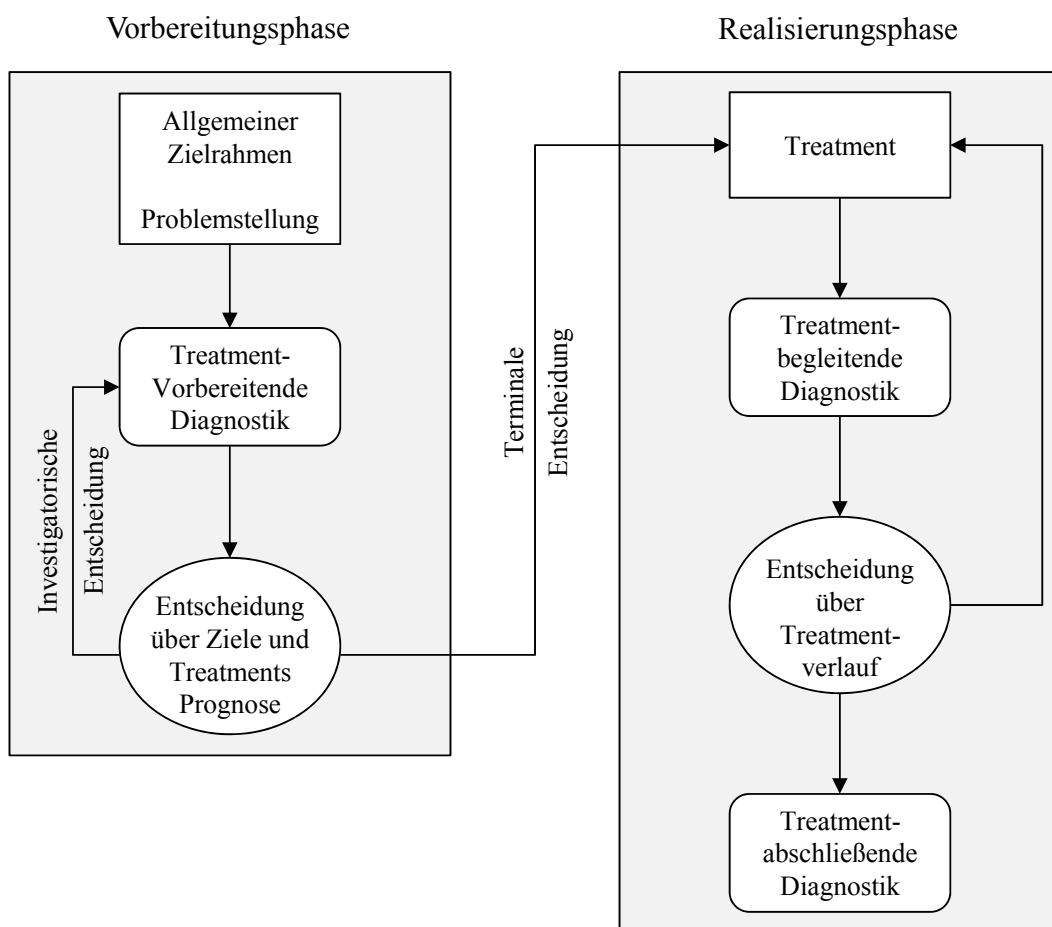 Vorbereitungsphase
Allgemeiner
Zielrahmen
Problemstellung
Treatment-
Vorbereitende
Diagnostik
Investigatorische
Entscheidung
Entscheidung
über Ziele und
Treatments
Prognose
Terminale
Entscheidung
Realisierungsphase
Treatment
Treatment-
begleitende
Diagnostik
Entscheidung
über
Treatment-
verlauf
Treatment-
abschließende
Diagnostik